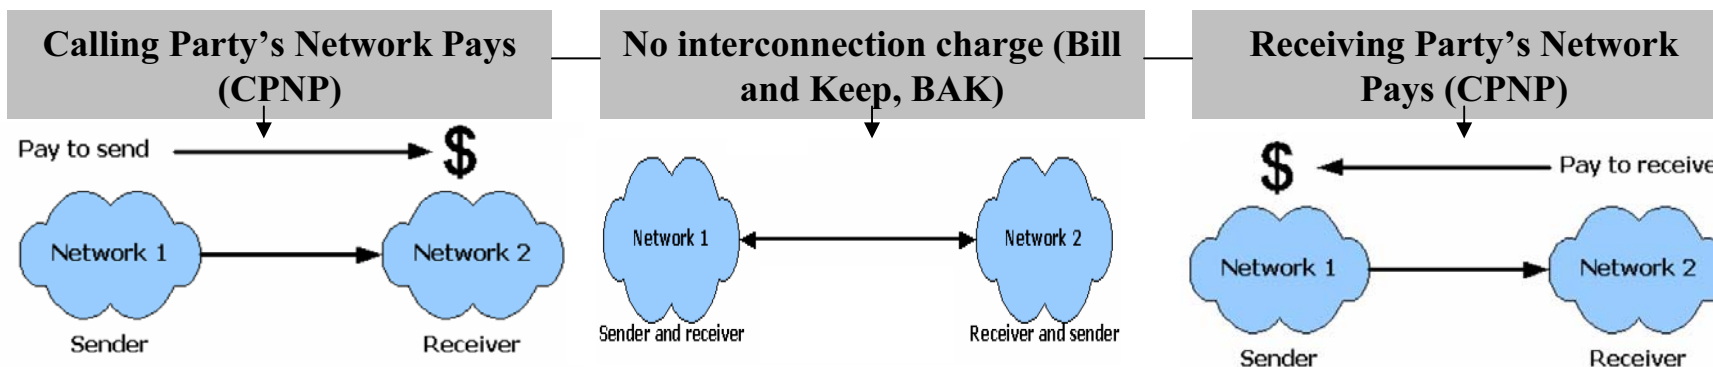 Calling Party’s Network Pays
(CPNP)
No interconnection charge (Bill
and Keep, BAK)
Receiving Party’s Network
Pays (CPNP)
Pay to send
$
Network 1
Network 2
Sender
Receiver
Network 1
Network 2
Sender and receiver
Receiver and sender
$
Pay to receive
Network 1
Network 2
Sender
Receiver